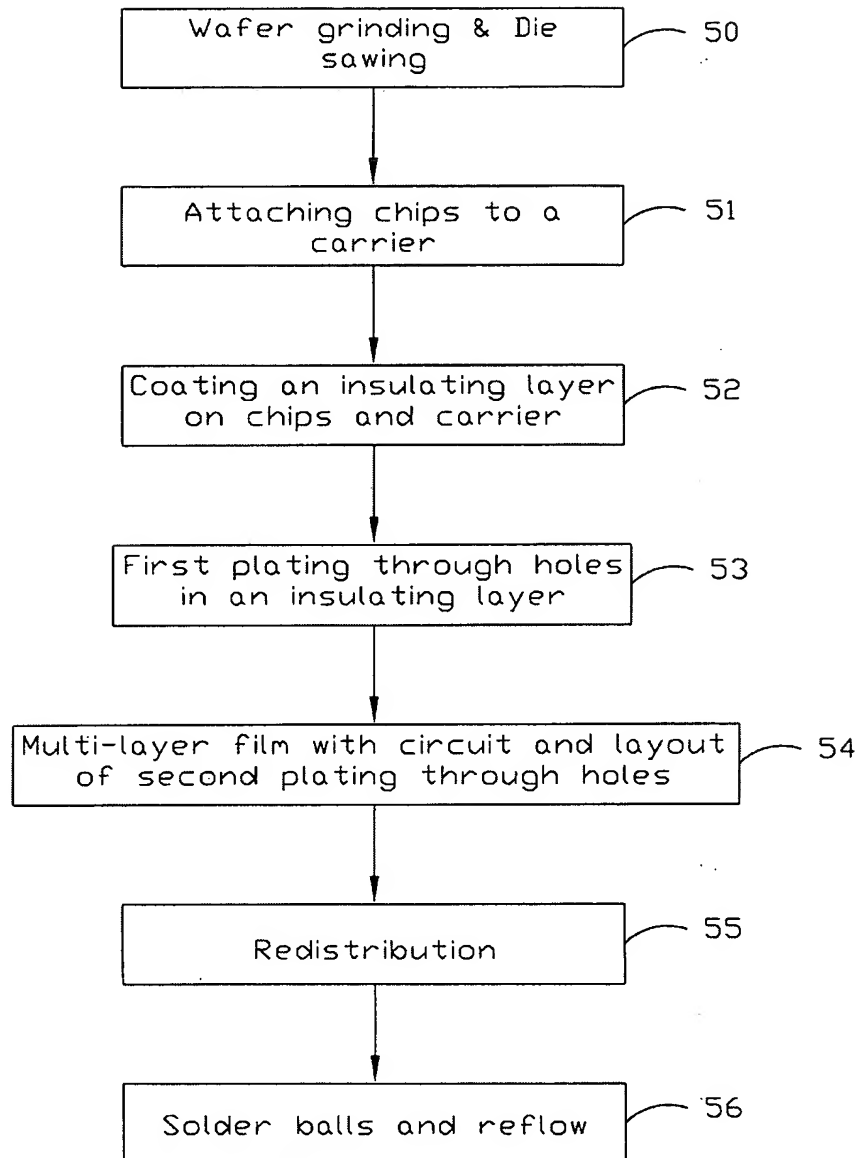 Wafer grinding & Die
sawing
50
Attaching chips to a
carrier
51
Coating an insulating layer
on chips and carrier
52
First plating through holes
in an insulating layer
53
Multi-layer film with circuit and layout
of second plating through holes
54
Redistribution
55
Solder balls and reflow
56